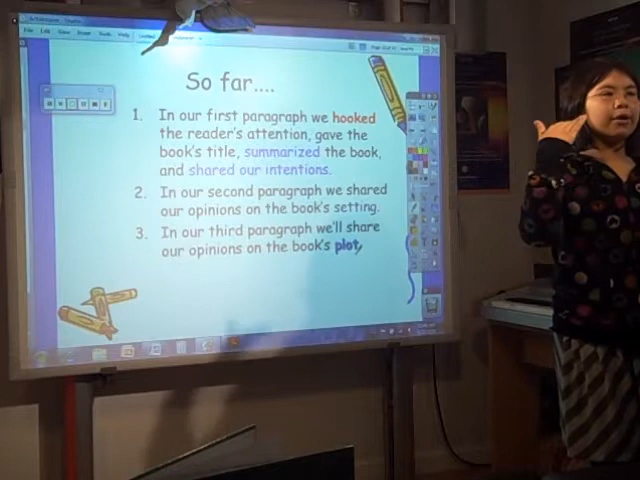 So far....
1. In our first paragraph we hooked
the reader's attention, gave the
book's title, summarized the book,
and shared our intentions.
2. In our second paragraph we shared
our opinions on the book's setting.
3. In our third paragraph we'll share
our opinions on the book's plot,